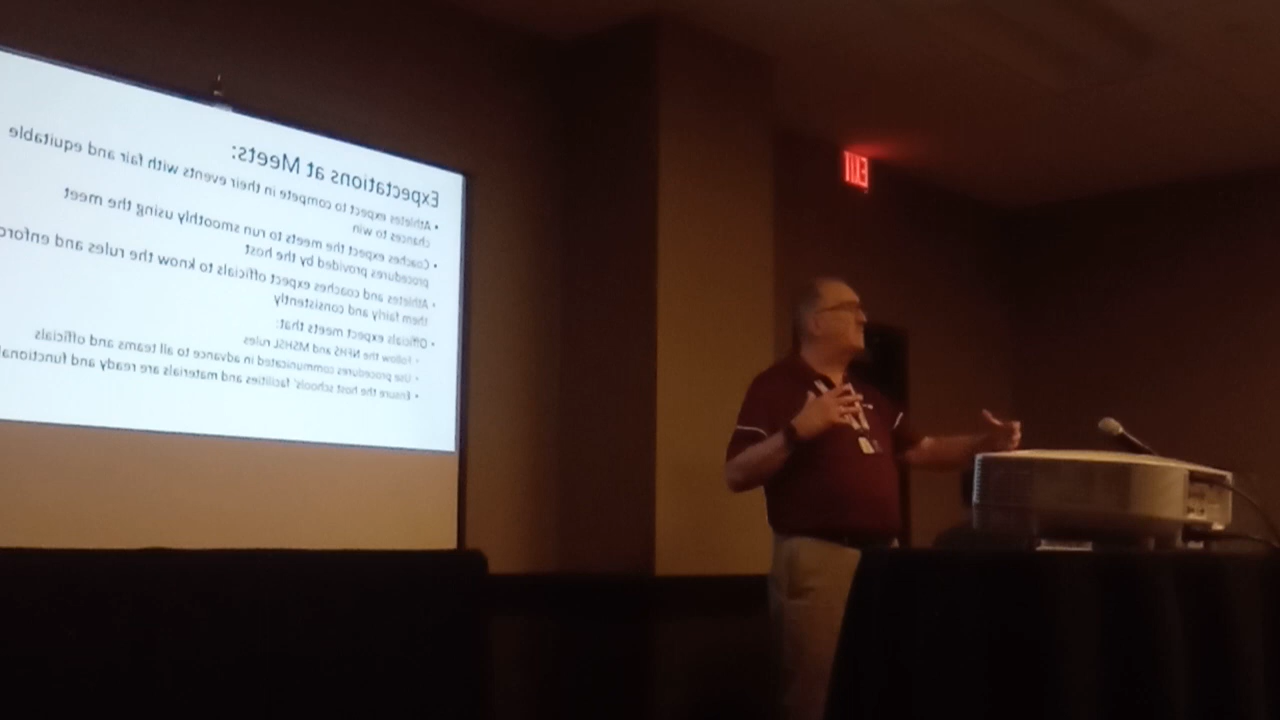 Expectations at Meets:
• Athletes expect to compete in their events with fair and equitable
chances to win
• Coaches expect the meets to run smoothly using the meet
procedures provided by the host
• Athletes and coaches expect officials to know the rules and enforc
them fairly and consistently
• Officials expect meets that:
• Follow the NFHS and MSHSL rules
• Use procedures communicated in advance to all teams and officials
• Ensure the host schools' facilities and materials are ready and functional
EXIT